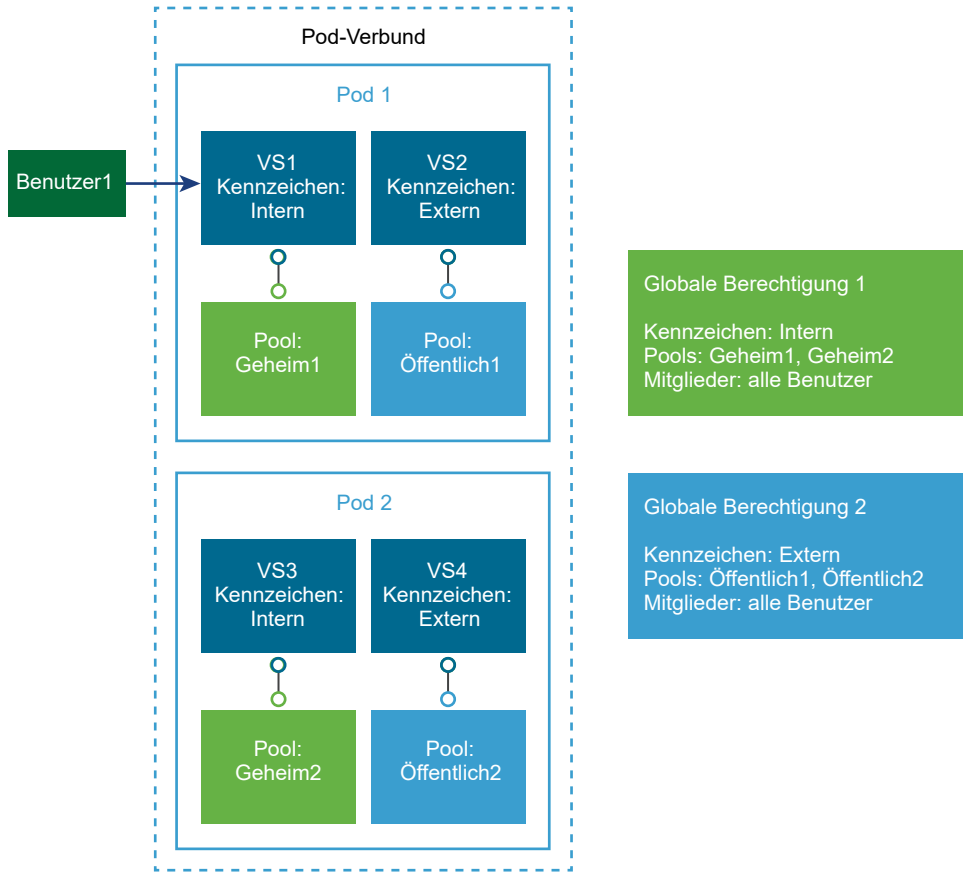 Pod-Verbund
Pod 1
Benutzer1
VS1
Kennzeichen:
Intern
VS2
Kennzeichen:
Extern
Pool:
Geheim1
Pool:
Öffentlich1
Pod 2
VS3
Kennzeichen:
Intern
VS4
Kennzeichen:
Extern
Pool:
Geheim2
Pool:
Öffentlich2
Globale Berechtigung 1
Kennzeichen: Intern
Pools: Geheim1, Geheim2
Mitglieder: alle Benutzer
Globale Berechtigung 2
Kennzeichen: Extern
Pools: Öffentlich1, Öffentlich2
Mitglieder: alle Benutzer